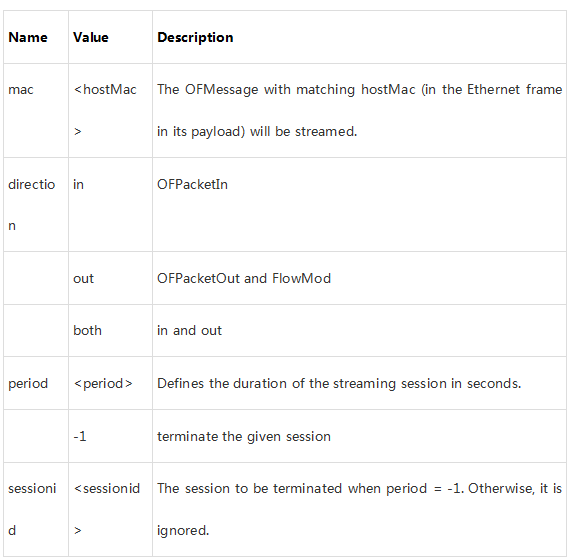 Name Value Description
mac <hostMac The OFMessage with matching hostMac (in the Ethernet frame
> in its payload) will be streamed.
directio in OFPacketIn
n
out OFPacketOut and FlowMod
both in and out
period <period> Defines the duration of the streaming session in seconds.
-1 terminate the given session
sessioni <sessionid The session to be terminated when period = -1. Otherwise, it is
d > ignored.